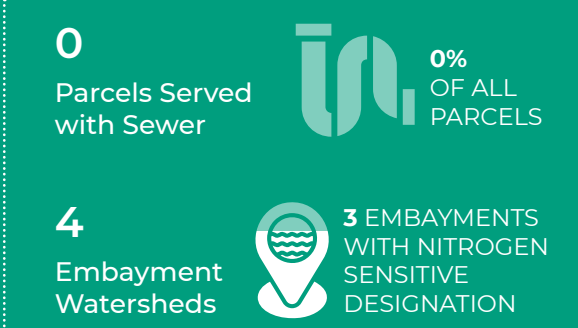 0
Parcels Served
with Sewer
0%
OF ALL
PARCELS
4
Embayment
Watersheds
3 EMBAYMENTS
WITH NITROGEN
SENSITIVE
DESIGNATION